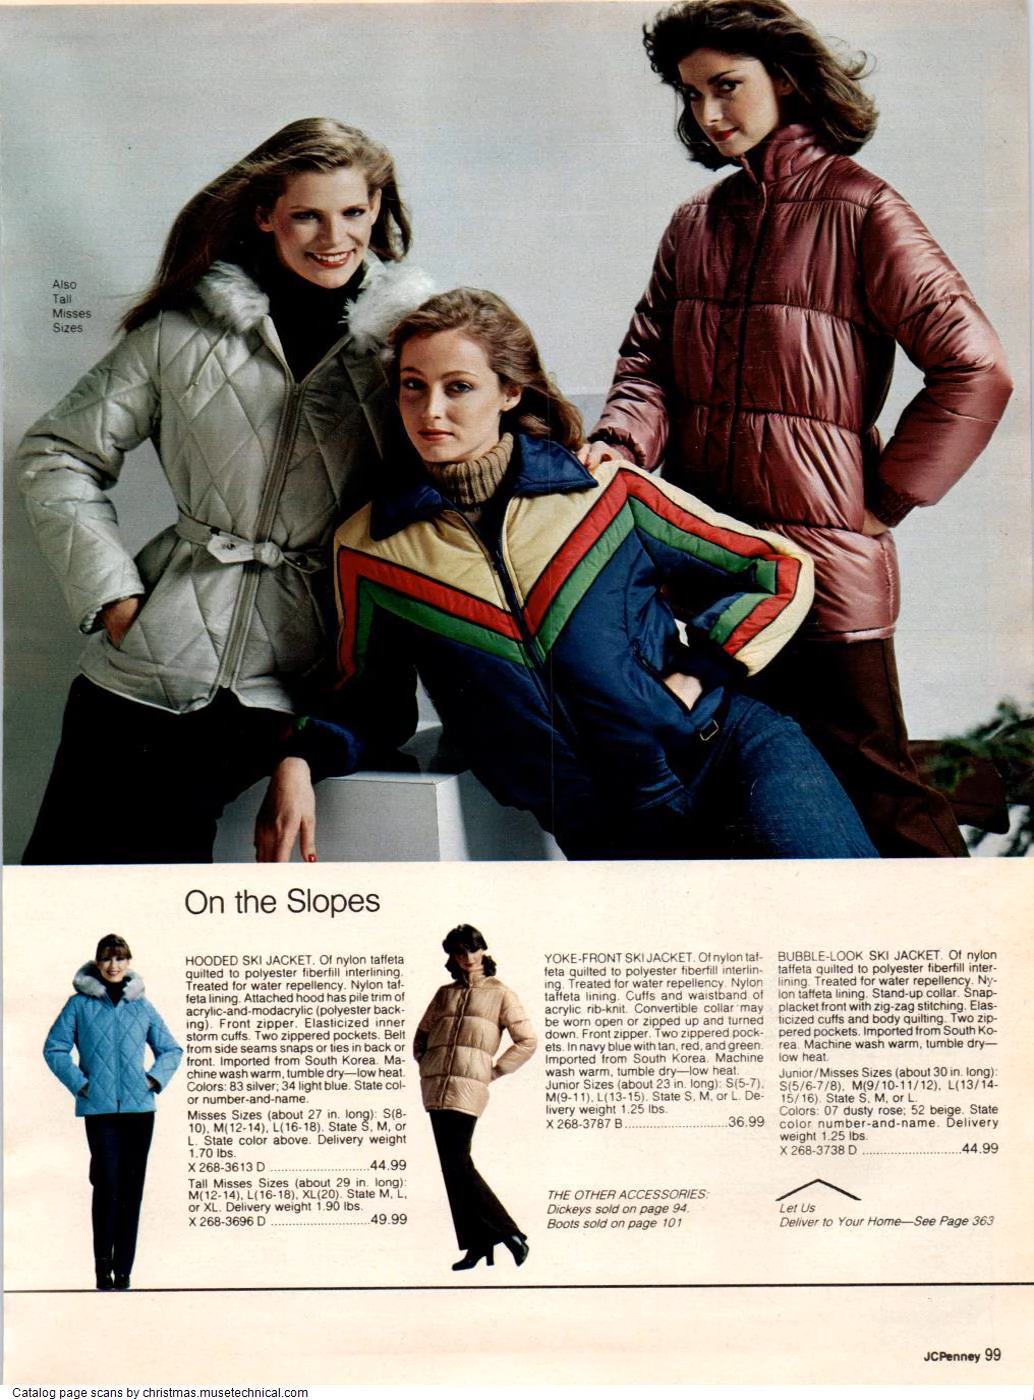 Also
Tall
Misses
Sizes
On the Slopes
HOODED SKI JACKET. Of nylon taffeta
quilted to polyester fiberfill interlining.
Treated for water repellency. Nylon taf-
feta lining. Attached hood has pile trim of
acrylic-and-modacrylic (polyester back-
ing). Front zipper. Elasticized inner
storm cuffs. Two zippered pockets. Belt
from side seams snaps or ties in back or
front. Imported from South Korea. Ma-
chine wash warm, tumble dry—low heat.
Colors: 83 silver; 34 light blue. State col-
or number-and-name.
Misses Sizes (about 27 in. long): S(8-
10), M(12-14), L(16-18). State S, M, or
L. State color above. Delivery weight
1.70 lbs.
X 268-3613 D ............................44.99
Tall Misses Sizes (about 29 in. long):
M(12-14), L(16-18), XL(20). State M, L,
or XL. Delivery weight 1.90 lbs.
X 268-3696 D ............................49.99
YOKE-FRONT SKI JACKET. Of nylon taf-
feta quilted to polyester fiberfill interlin-
ing. Treated for water repellency. Nylon
taffeta lining. Cuffs and waistband of
acrylic rib-knit. Convertible collar may
be worn open or zipped up and turned
down. Front zipper. Two zippered pock-
ets. In navy blue with tan, red, and green.
Imported from South Korea. Machine
wash warm, tumble dry—low heat.
Junior Sizes (about 23 in. long): S(5-7),
M(9-11), L(13-15). State S, M, or L. De-
livery weight 1.25 lbs.
X 268-3787 B.............................36.99
THE OTHER ACCESSORIES:
Dickeys sold on page 94.
Boots sold on page 101
BUBBLE-LOOK SKI JACKET. Of nylon
taffeta quilted to polyester fiberfill inter-
lining. Treated for water repellency. Ny-
lon taffeta lining. Stand-up collar. Snap-
placket front with zig-zag stitching. Elas-
ticized cuffs and body quilting. Two zip-
pered pockets. Imported from South Ko-
rea. Machine wash warm, tumble dry—
low heat.
Junior/Misses Sizes (about 30 in. long):
S(5/6-7/8), M(9/10-11/12), L(13/14-
15/16). State S, M, or L.
Colors: 07 dusty rose; 52 beige. State
color number-and-name. Delivery
weight 1.25 lbs.
X 268-3738 D ............................44.99
Let Us
Deliver to Your Home—See Page 363
JCPenney 99
Catalog page scans by christmas.musetechnical.com